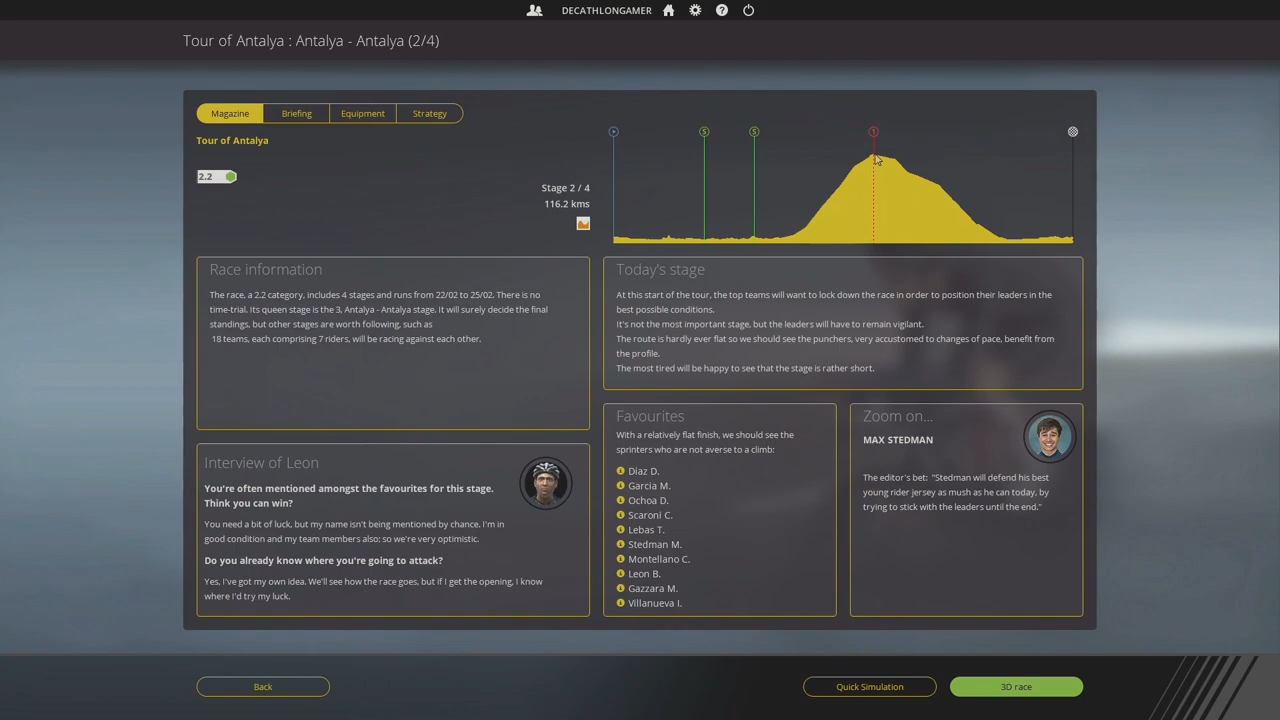 DECATHLONGAMER
Tour of Antalya : Antalya - Antalya (2/4)
Magazine
Briefing
Equipment
Strategy
Tour of Antalya
2.2
Stage 2 / 4
116.2 kms
S
S
1
Race information
The race, a 2.2 category, includes 4 stages and runs from 22/02 to 25/02. There is no
time-trial. Its queen stage is the 3, Antalya - Antalya stage. It will surely decide the final
standings, but other stages are worth following, such as
18 teams, each comprising 7 riders, will be racing against each other.
Today's stage
At this start of the tour, the top teams will want to lock down the race in order to position their leaders in the
best possible conditions.
It's not the most important stage, but the leaders will have to remain vigilant.
The route is hardly ever flat so we should see the punchers, very accustomed to changes of pace, benefit from
the profile.
The most tired will be happy to see that the stage is rather short.
Interview of Leon
You're often mentioned amongst the favourites for this stage.
Think you can win?
You need a bit of luck, but my name isn't being mentioned by chance. I'm in
good condition and my team members also: so we're very optimistic.
Do you already know where you're going to attack?
Yes, I've got my own idea. We'll see how the race goes, but if I get the opening, I know
where I'd try my luck.
Favourites
With a relatively flat finish, we should see the
sprinters who are not averse to a climb:
Diaz D.
Garcia M.
Ochoa D.
Scaroni C.
Lebas T.
Stedman M.
Montellano C.
Leon B.
Gazzara M.
Villanueva I.
Zoom on...
MAX STEDMAN
The editor's bet: "Stedman will defend his best
young rider jersey as mush as he can today, by
trying to stick with the leaders until the end."
Back
Quick Simulation
3D race